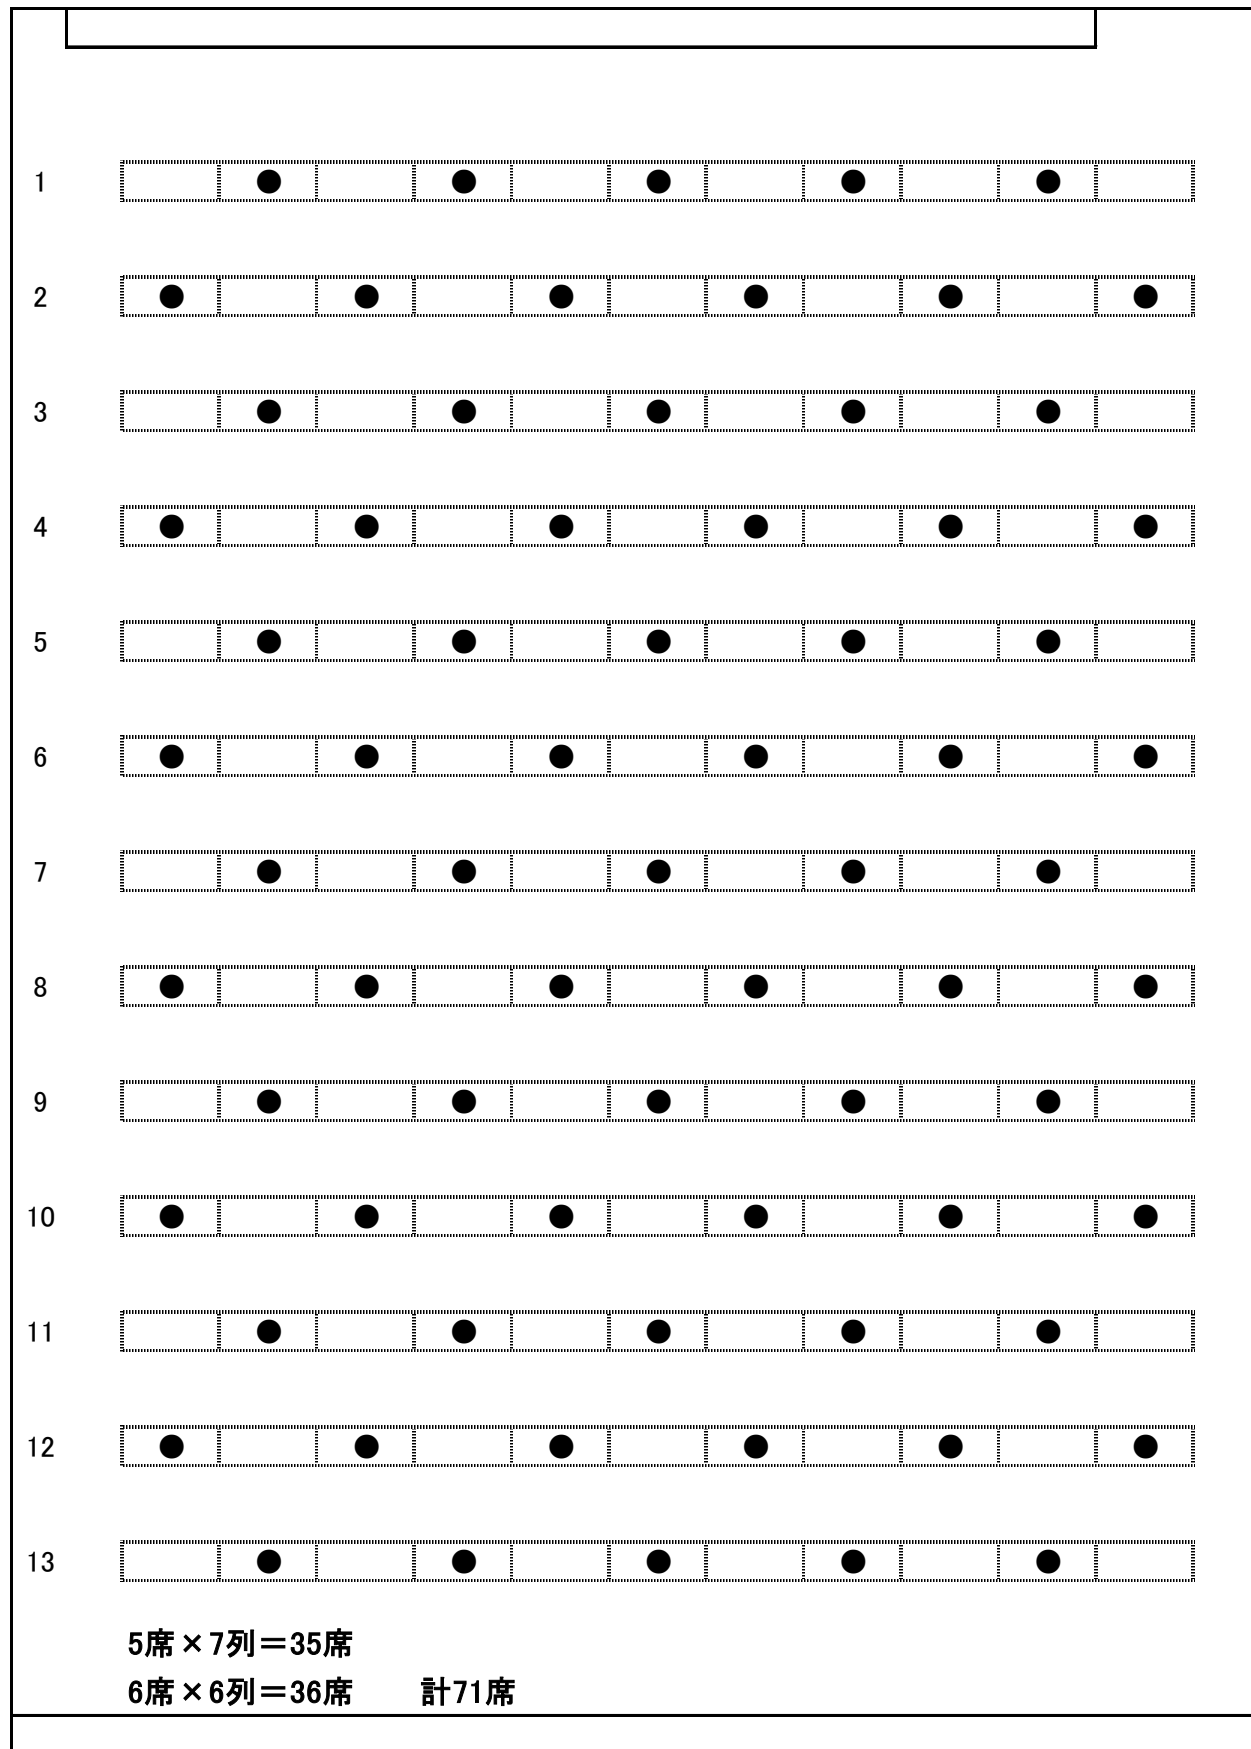 1 ● ● ● ● ●
2 ● ● ● ● ● ●
3 ● ● ● ● ●
4 ● ● ● ● ● ●
5 ● ● ● ● ●
6 ● ● ● ● ● ●
7 ● ● ● ● ●
8 ● ● ● ● ● ●
9 ● ● ● ● ●
10 ● ● ● ● ● ●
11 ● ● ● ● ●
12 ● ● ● ● ● ●
13 ● ● ● ● ●
5席×7列＝35席
6席×6列＝36席　　計71席